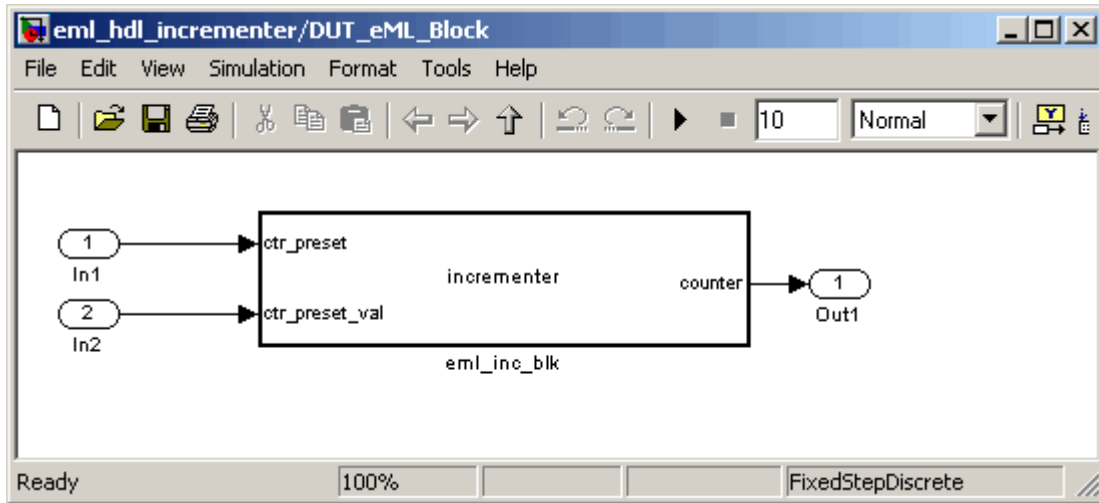 eml_hdl_incrementer/DUT_eML_Block
File Edit View Simulation Format Tools Help
10 Normal
1 ctr_preset
In1
incrementer
counter 1
Out1
2 ctr_preset_val
In2
eml_inc_blk
Ready 100% FixedStepDiscrete